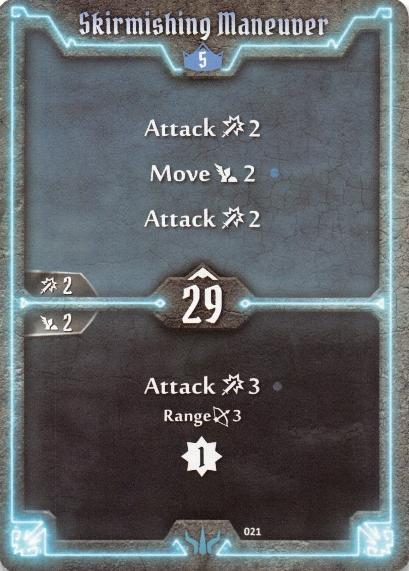 Skirmishing Maneuver
5
Attack 2
Move 2
Attack 2
2
29
2
Attack 3
Range 3
1
021